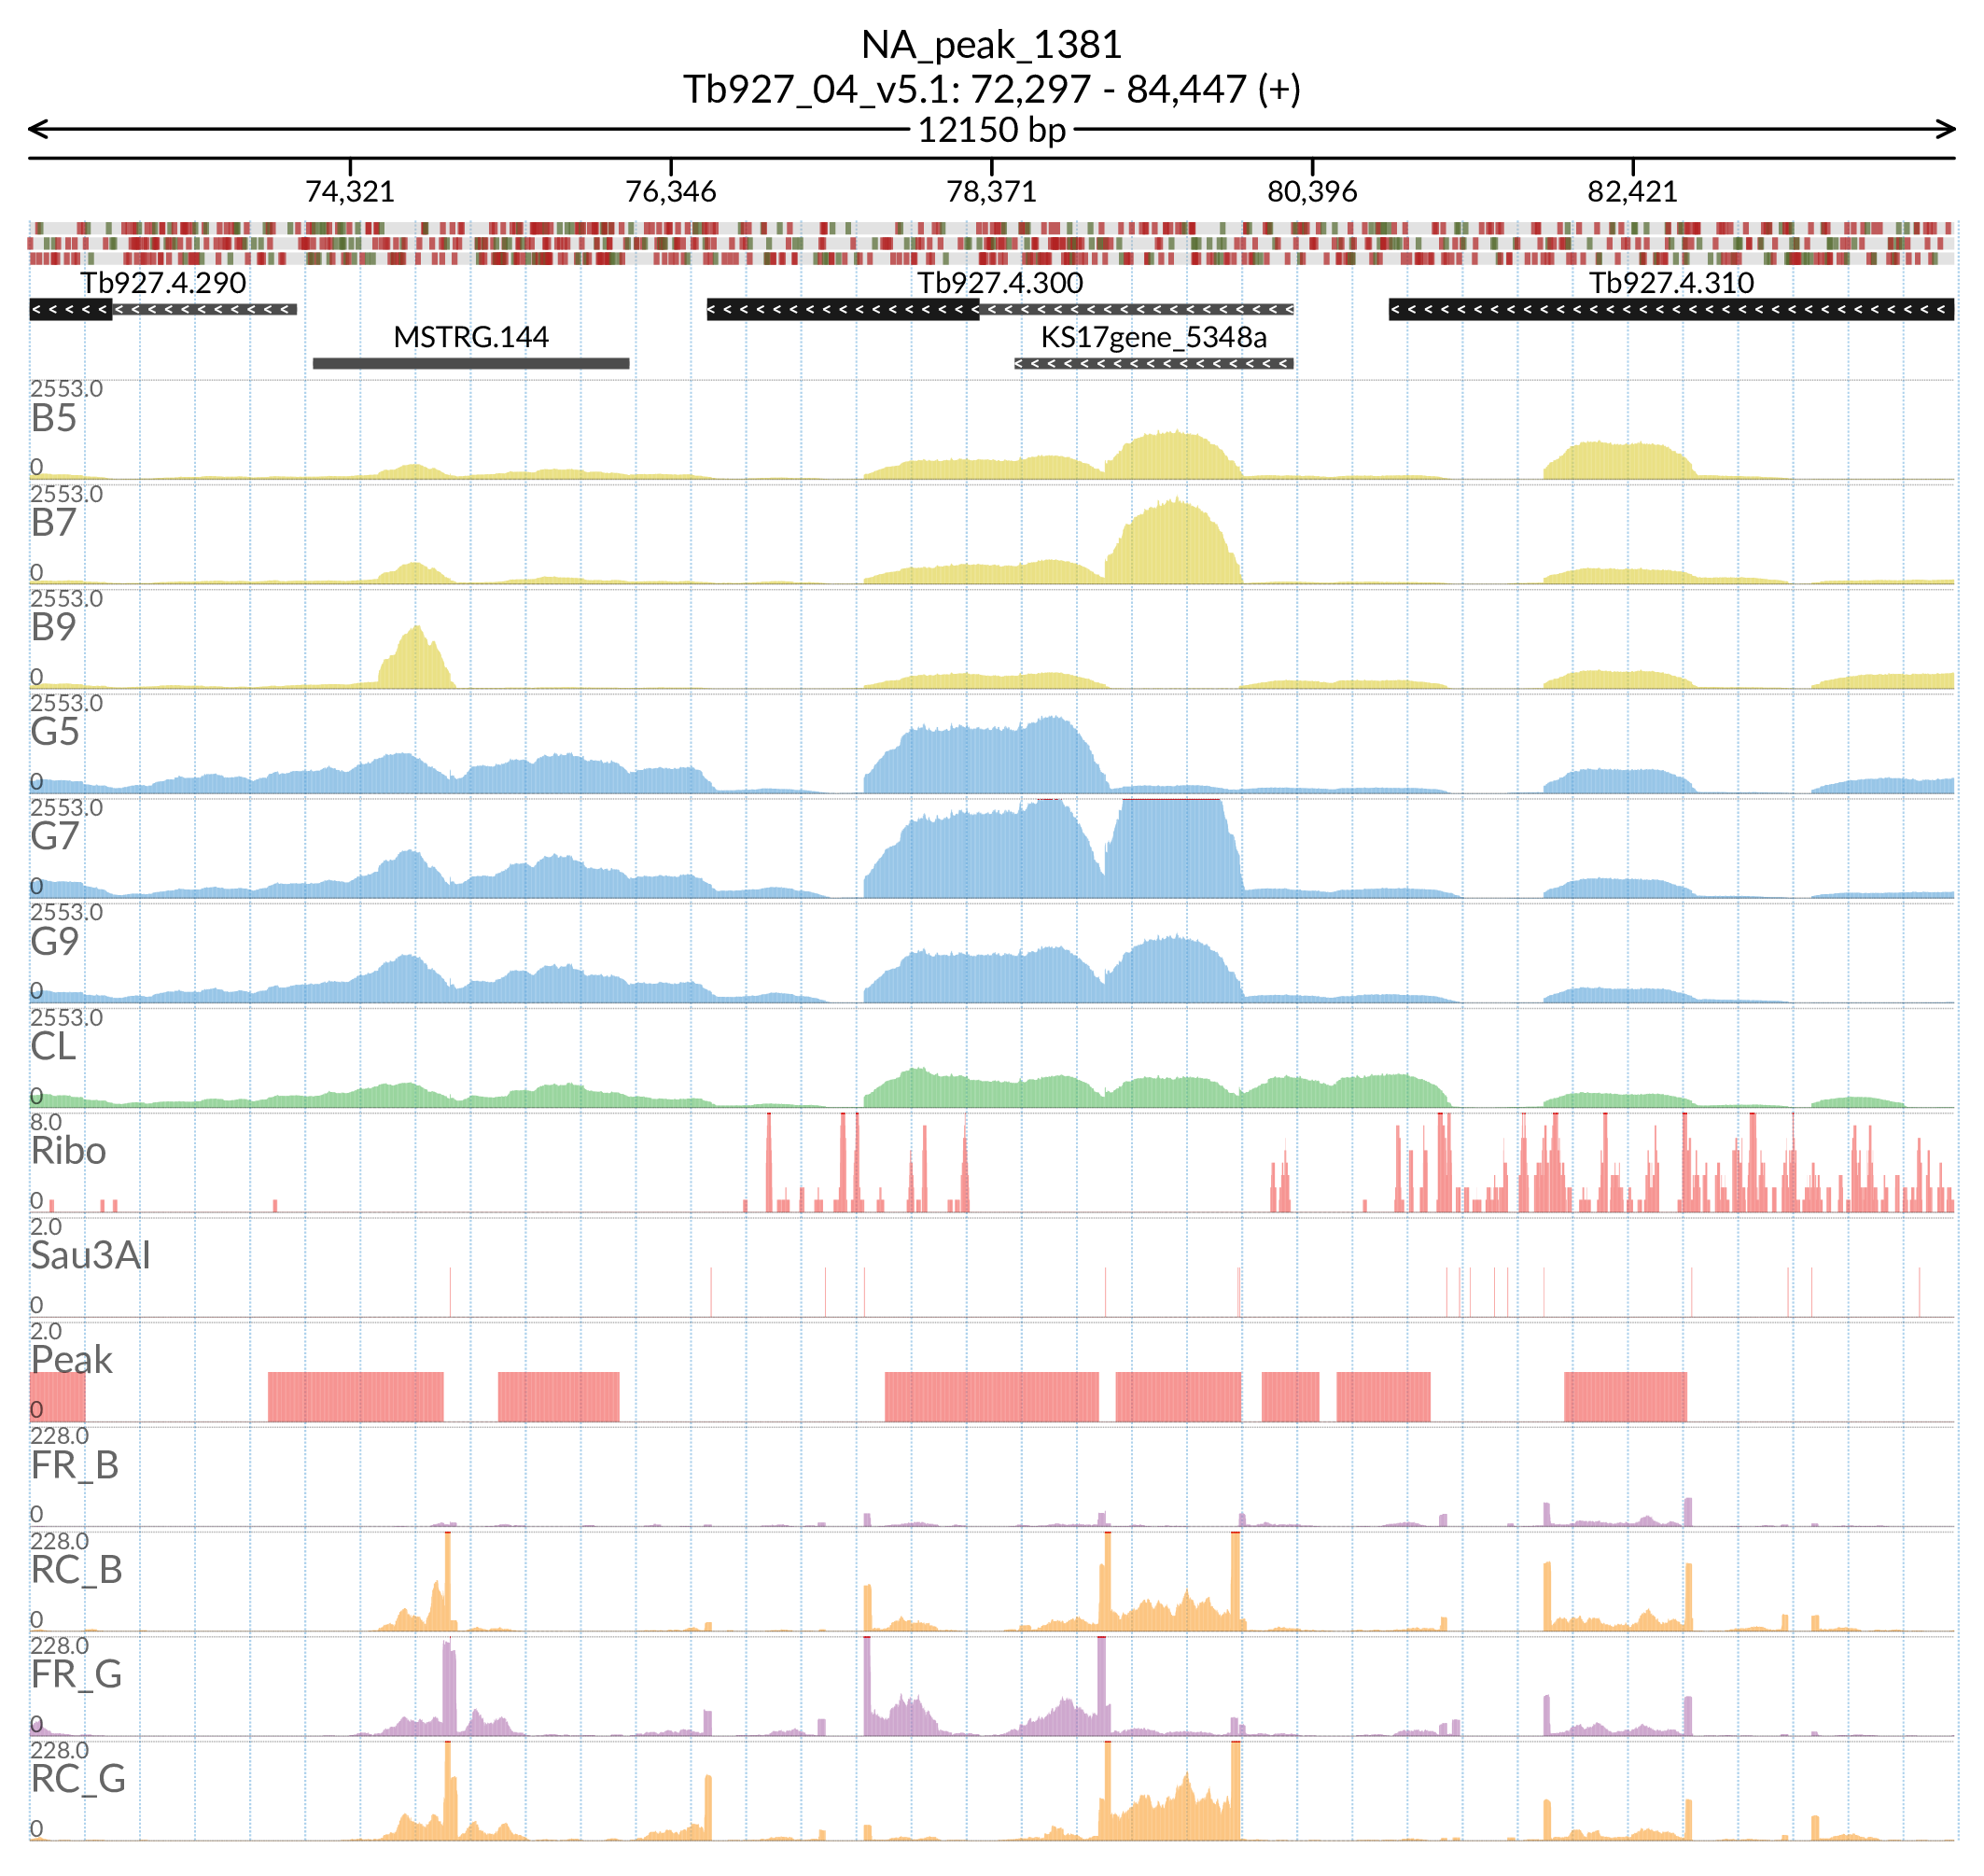 NA_peak_1381
Tb927_04_v5.1: 72,297 - 84,447 (+)
12150 bp
74,321 76,346 78,371 80,396 82,421
Tb927.4.290 Tb927.4.300 Tb927.4.310
MSTRG.144 KS17gene_5348a
2553.0
B5
0
2553.0
B7
0
2553.0
B9
0
2553.0
G5
0
2553.0
G7
0
2553.0
G9
0
2553.0
CL
0
8.0
Ribo
0
2.0
Sau3AI
0
2.0
Peak
0
228.0
FR_B
0
228.0
RC_B
0
228.0
FR_G
0
228.0
RC_G
0